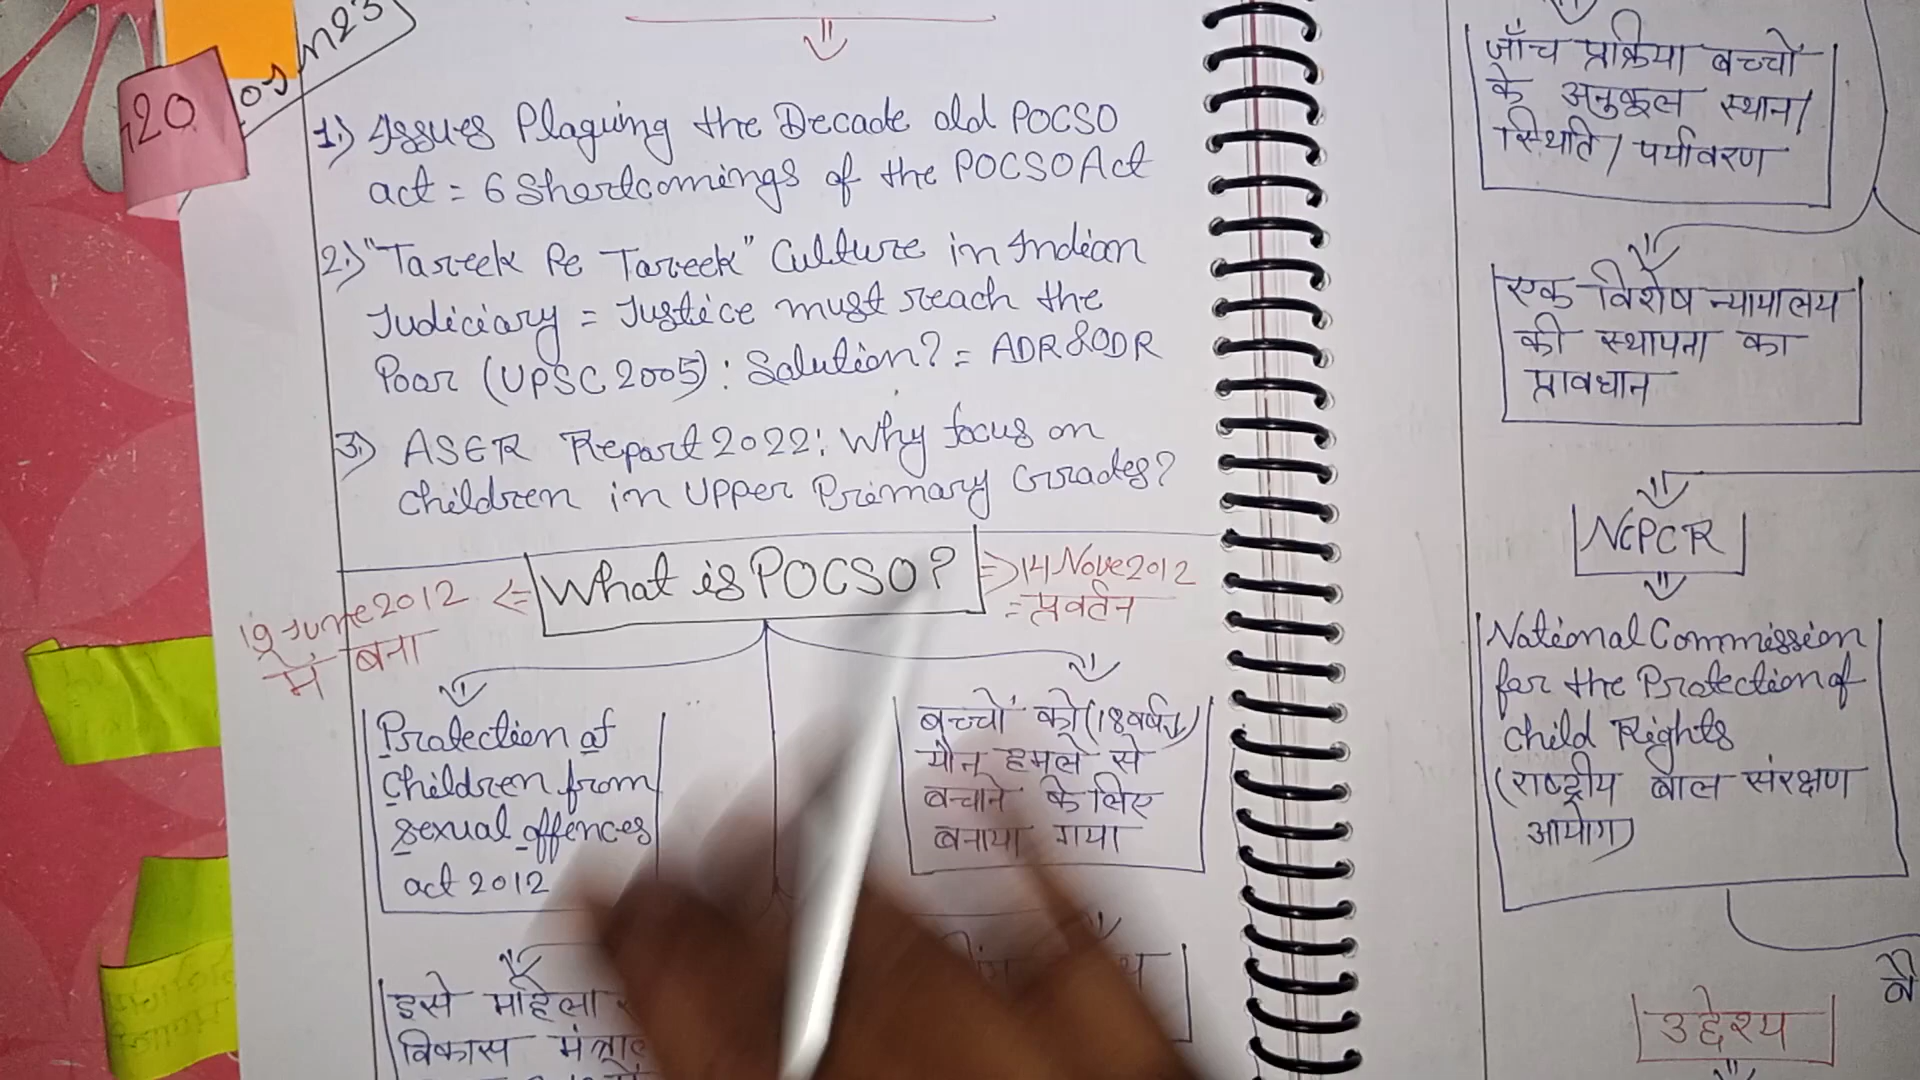 20
1.) Issues Plaguing the Decade old POCSO
act = 6 Shortcomings of the POCSO Act
2.) "Tareek Pe Tareek" Culture in Indian
Judiciary = Justice must reach the
Poor (UPSC 2005) : Solution? = ADR & ODR
3.) ASER Report 2022: Why focus on
children in Upper Primary Grades?
What is POCSO?
19 June 2012
में बना
14 Nove 2012
= प्रवर्तन
Protection of
children from
sexual offences
act 2012
बच्चों को (18 वर्ष↓)
यौन हमले से
बचाने के लिए
बनाया गया
इसे महिला
विकास
जाँच प्रक्रिया बच्चों
के अनुकूल स्थान/
स्थिति/पर्यावरण
एक विशेष न्यायालय
की स्थापना का
प्रावधान
NCPCR
National Commission
for the Protection of
child Rights
(राष्ट्रीय बाल संरक्षण
आयोग)
उद्देश्य